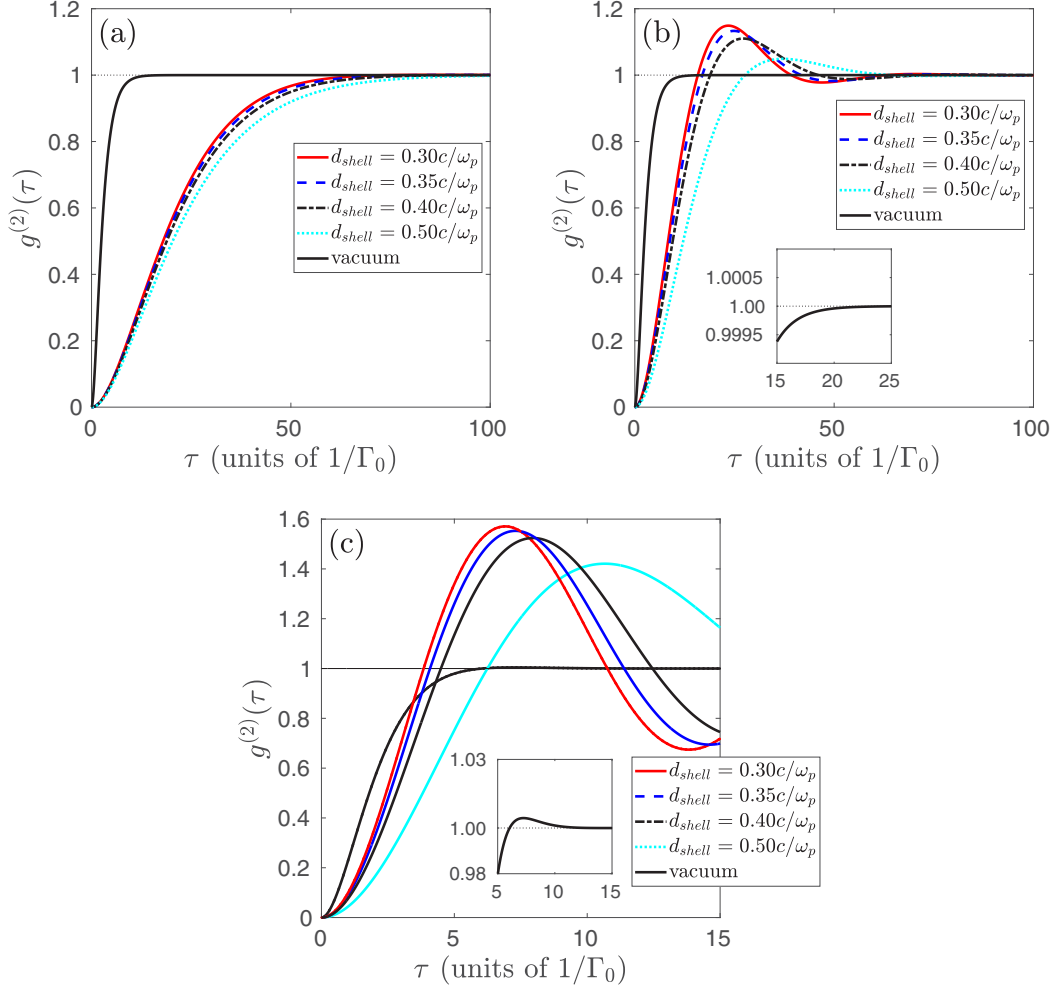 (a)
1.2
1
0.8
0.6
0.4
0.2
0
g^{(2)}(τ)
d_{shell} = 0.30c/ω_p
d_{shell} = 0.35c/ω_p
d_{shell} = 0.40c/ω_p
d_{shell} = 0.50c/ω_p
vacuum
0 50 100
τ (units of 1/Γ_0)
(b)
1.2
1
0.8
0.6
0.4
0.2
0
g^{(2)}(τ)
d_{shell} = 0.30c/ω_p
d_{shell} = 0.35c/ω_p
d_{shell} = 0.40c/ω_p
d_{shell} = 0.50c/ω_p
vacuum
1.0005
1.00
0.9995
15 20 25
0 50 100
τ (units of 1/Γ_0)
(c)
1.6
1.4
1.2
1
0.8
0.6
0.4
0.2
0
g^{(2)}(τ)
1.03
1.00
0.98
5 10 15
d_{shell} = 0.30c/ω_p
d_{shell} = 0.35c/ω_p
d_{shell} = 0.40c/ω_p
d_{shell} = 0.50c/ω_p
vacuum
0 5 10 15
τ (units of 1/Γ_0)